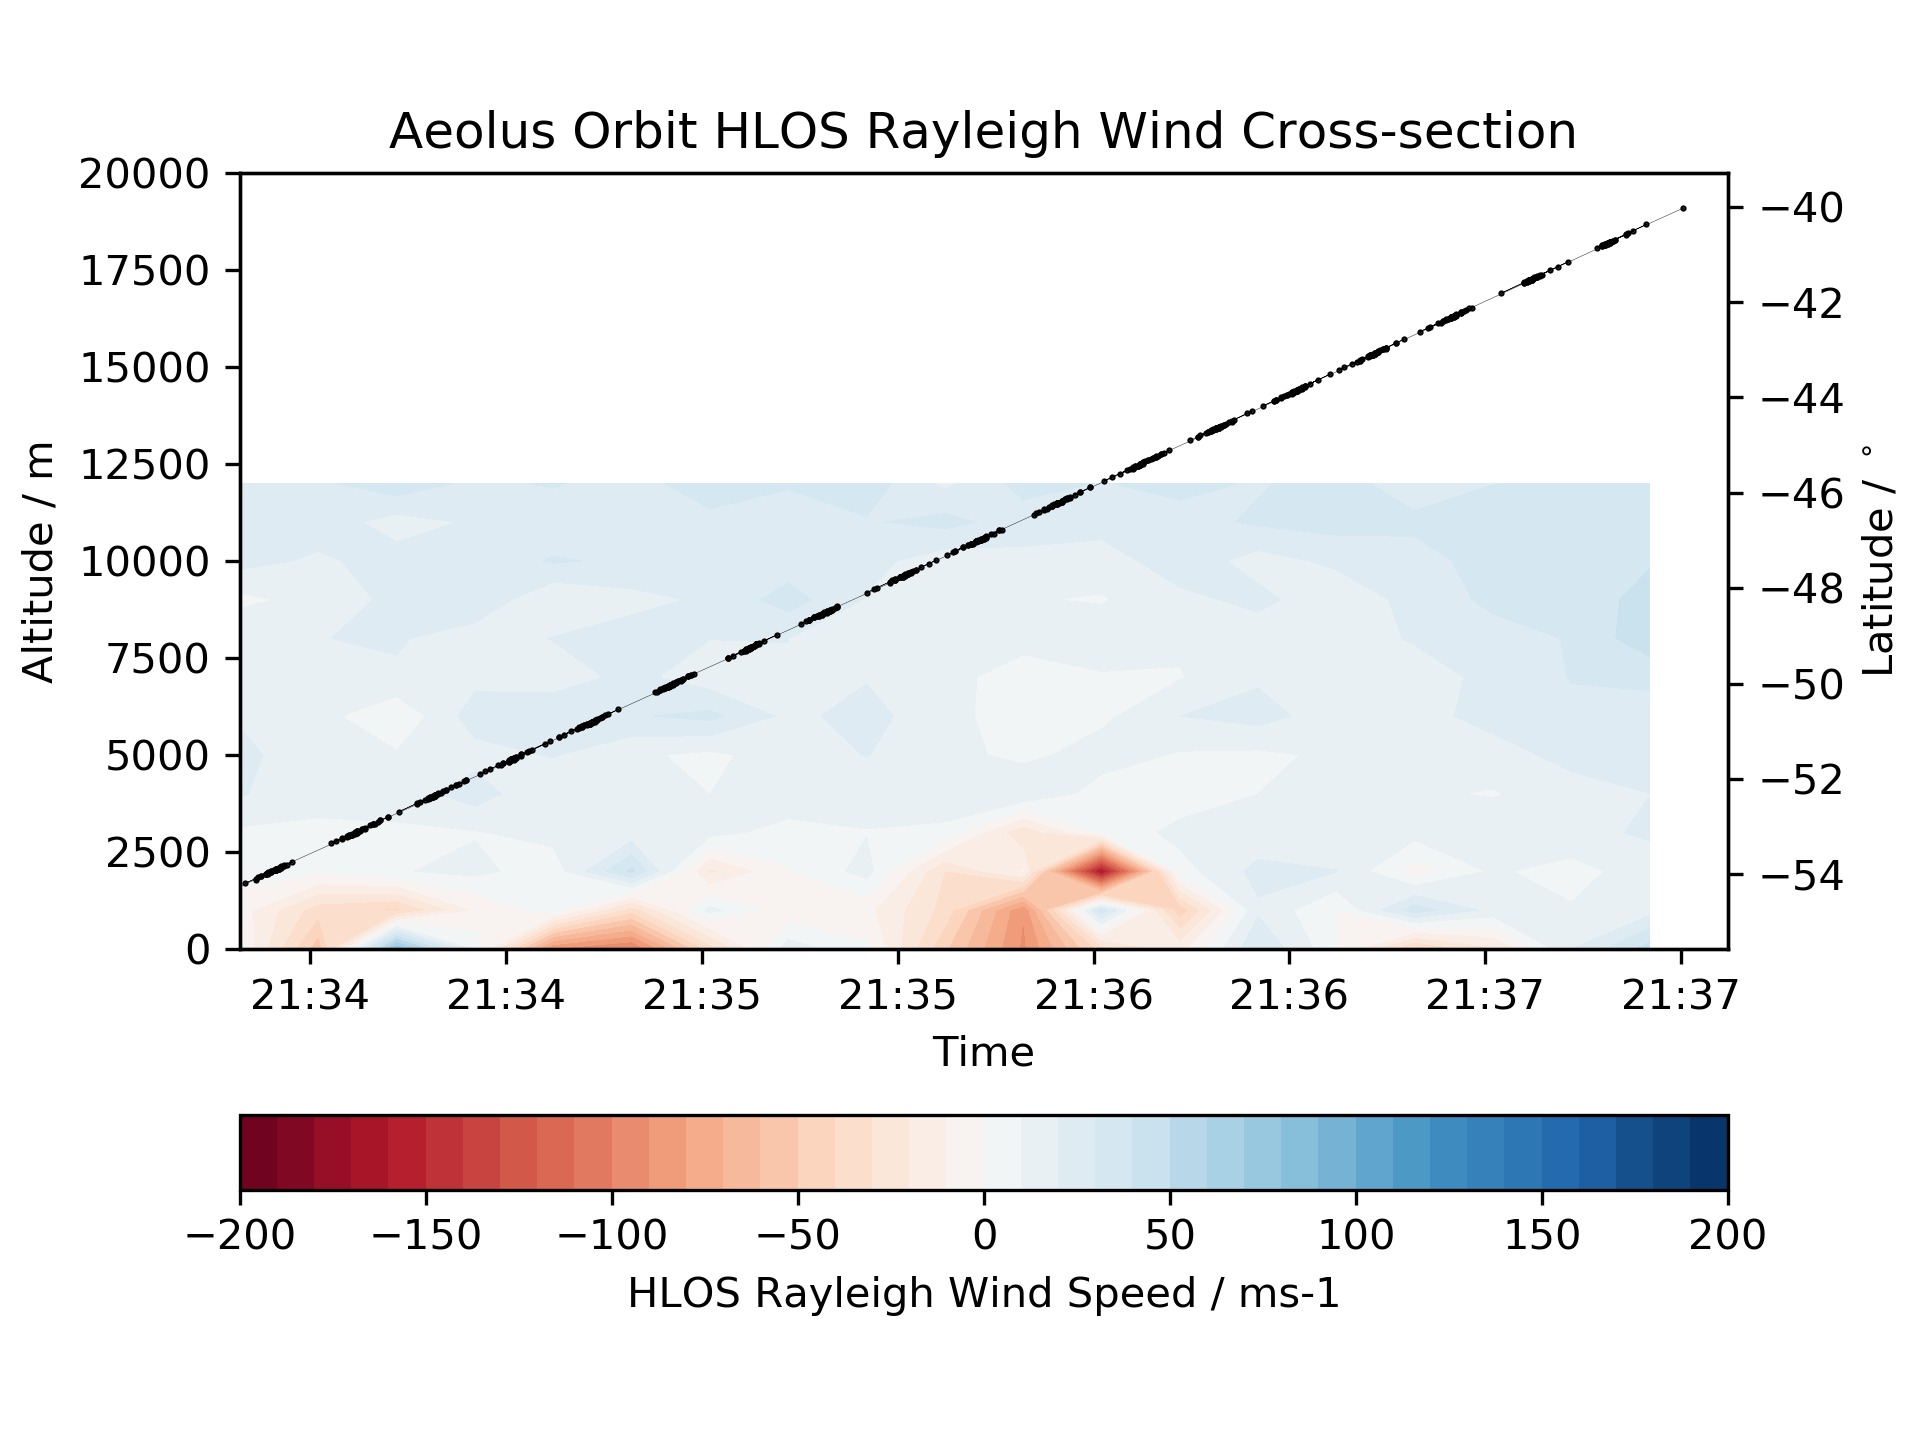 Aeolus Orbit HLOS Rayleigh Wind Cross-section
20000
17500
15000
12500
10000
7500
5000
2500
0
Altitude / m
−40
−42
−44
−46
−48
−50
−52
−54
Latitude / °
21:34 21:34 21:35 21:35 21:36 21:36 21:37 21:37
Time
−200 −150 −100 −50 0 50 100 150 200
HLOS Rayleigh Wind Speed / ms-1